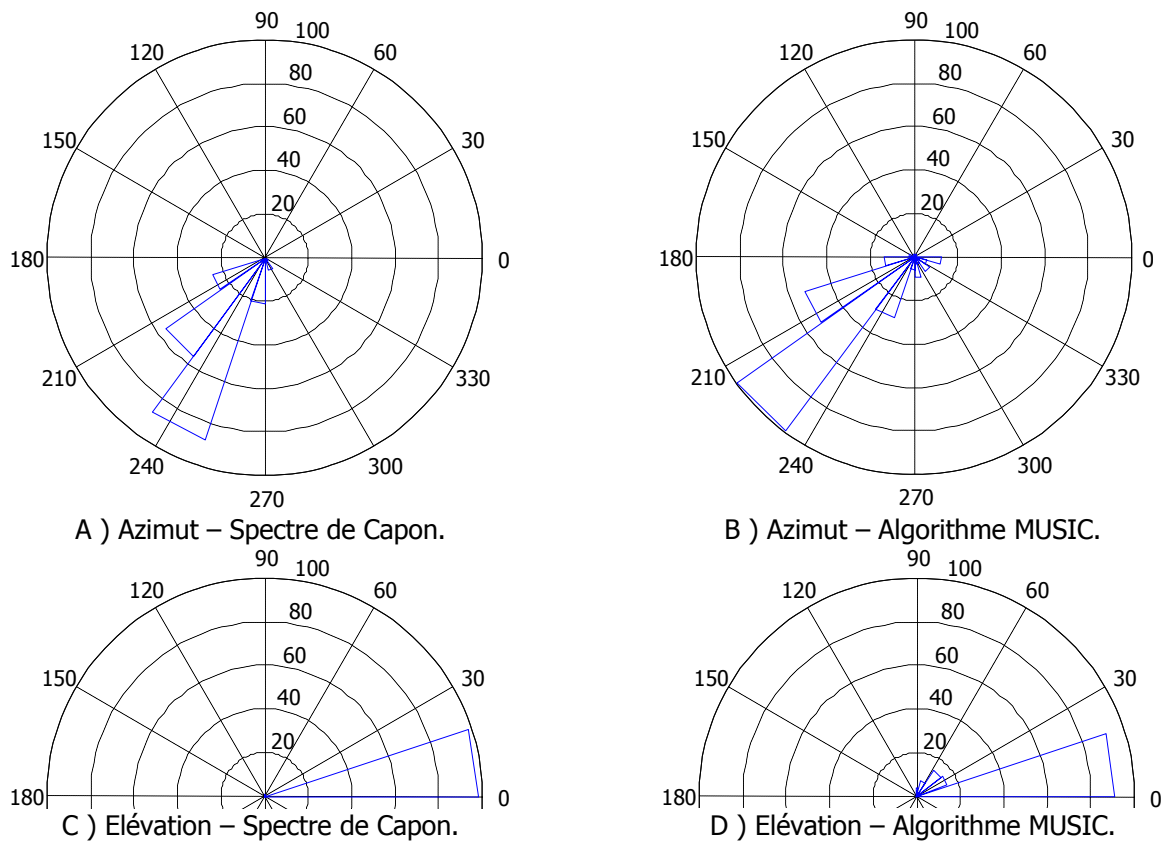 90 100 90 100
120 60 120 60
80 80
60 60
150 30 150 30
40 40
20 20
180 0 180 0
210 330 210 330
240 300 240 300
270 270
A ) Azimut – Spectre de Capon. B ) Azimut – Algorithme MUSIC.
90 100 90 100
120 60 120 60
80 80
60 60
150 30 150 30
40 40
20 20
180 0 180 0
C ) Elévation – Spectre de Capon. D ) Elévation – Algorithme MUSIC.